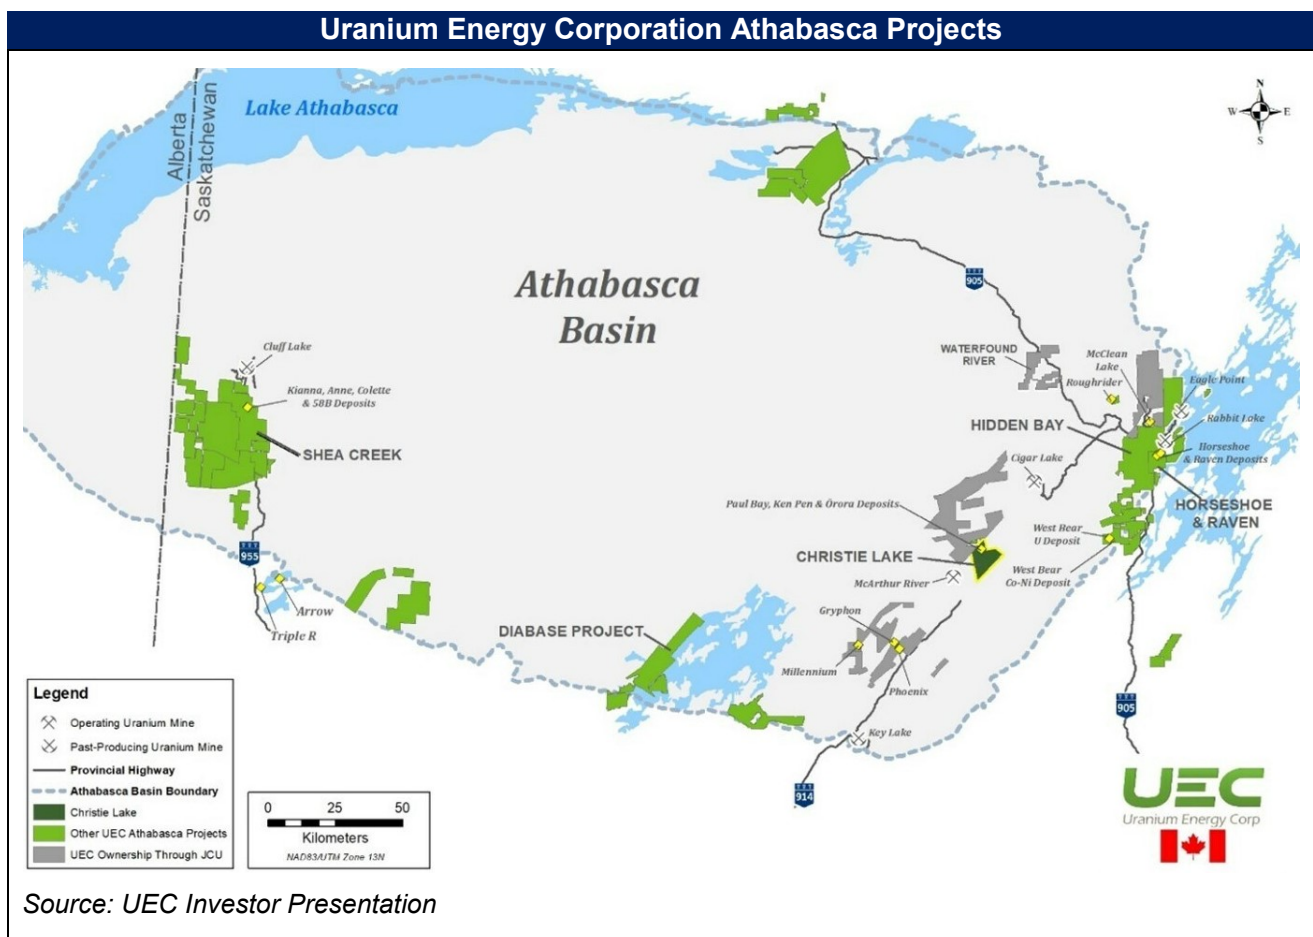 Uranium Energy Corporation Athabasca Projects
Lake Athabasca
Alberta
Saskatchewan
N
W
E
S
Athabasca
Basin
905
Cluff Lake
Kianna, Anne, Colette
& 58B Deposits
SHEA CREEK
WATERFOUND
RIVER
McClean
Lake
Roughrider
Eagle Point
Rabbit Lake
HIDDEN BAY
Horseshoe
& Raven Deposits
Cigar Lake
HORSESHOE
& RAVEN
Paul Bay, Ken Pen & Ōrora Deposits
West Bear
U Deposit
CHRISTIE LAKE
West Bear
Co-Ni Deposit
McArthur River
955
Arrow
Triple R
DIABASE PROJECT
Gryphon
Millennium
Phoenix
Key Lake
905
914
Legend
Operating Uranium Mine
Past-Producing Uranium Mine
Provincial Highway
Athabasca Basin Boundary
Christie Lake
Other UEC Athabasca Projects
UEC Ownership Through JCU
0 25 50
Kilometers
NAD83/UTM Zone 13N
UEC
Uranium Energy Corp
Source: UEC Investor Presentation